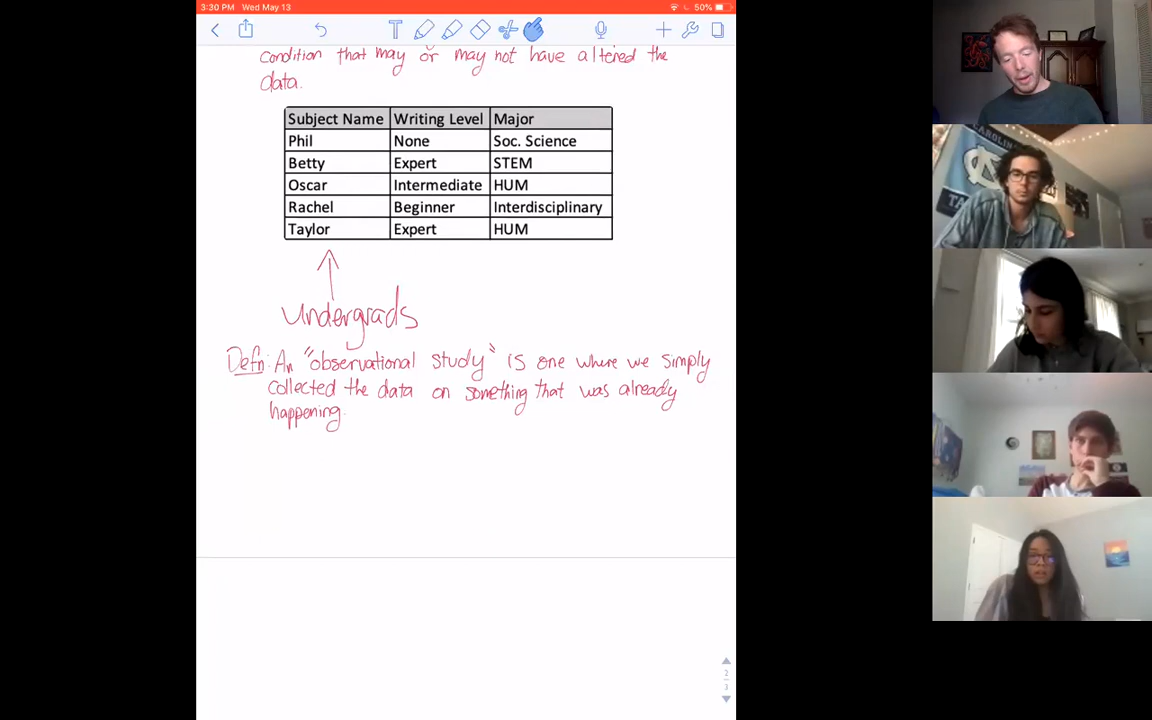 3:30 PM Wed May 13
50%
condition that may or may not have altered the
data.
Subject Name Writing Level Major
Phil None Soc. Science
Betty Expert STEM
Oscar Intermediate HUM
Rachel Beginner Interdisciplinary
Taylor Expert HUM
Undergrads
Defn: An "observational study" is one where we simply
collected the data on something that was already
happening.
2
3
CAROLINA